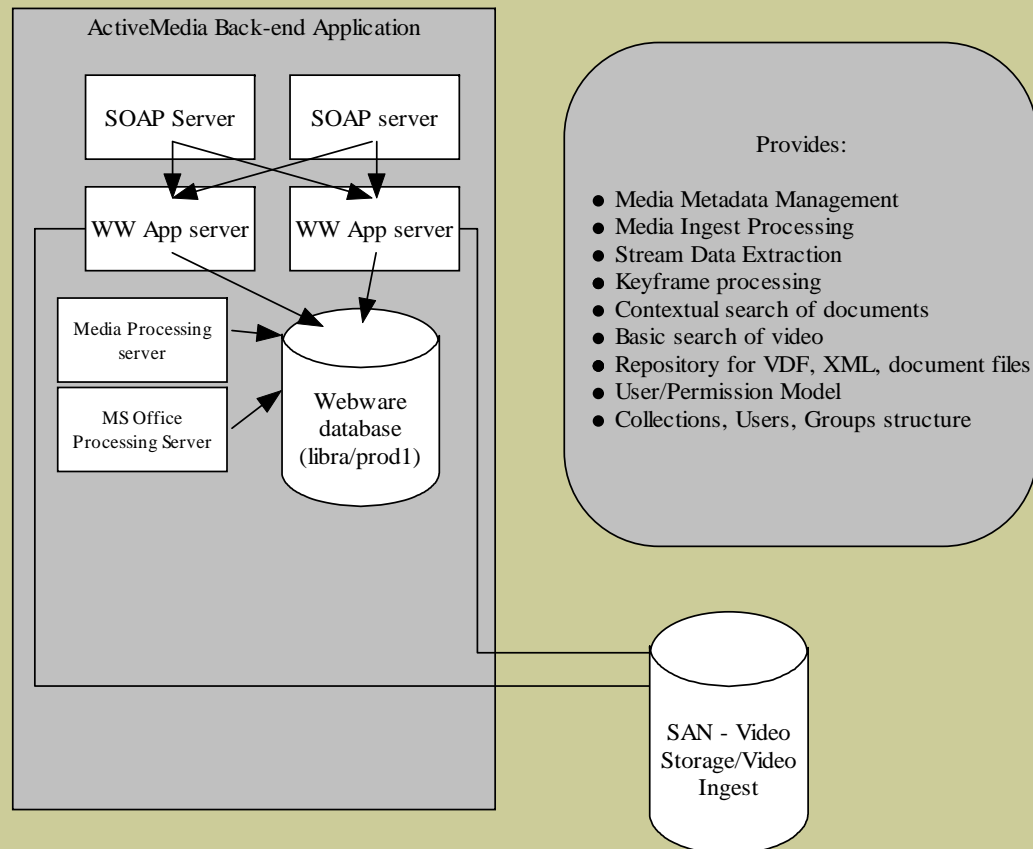 ActiveMedia Back-end Application
SOAP Server
SOAP server
WW App server
WW App server
Media Processing
server
MS Office
Processing Server
Webware
database
(libra/prod1)
Provides:
● Media Metadata Management
● Media Ingest Processing
● Stream Data Extraction
● Keyframe processing
● Contextual search of documents
● Basic search of video
● Repository for VDF, XML, document files
● User/Permission Model
● Collections, Users, Groups structure
SAN - Video
Storage/Video
Ingest